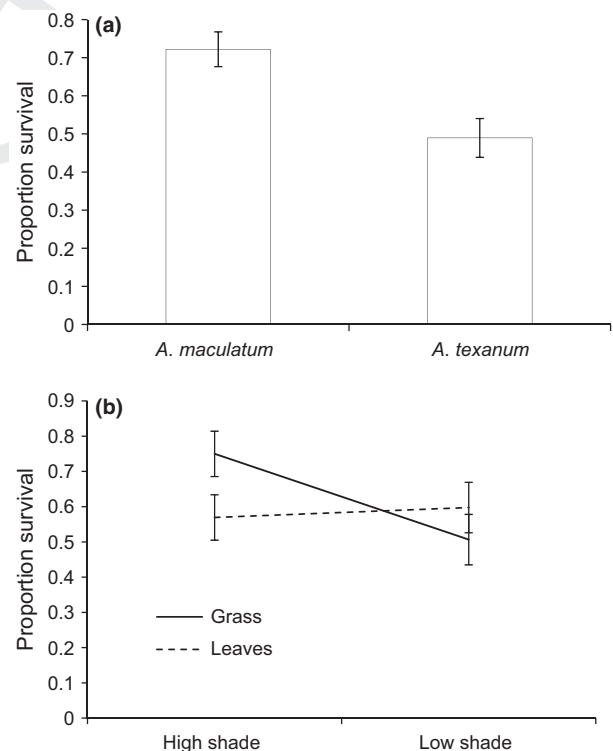 (a)
Proportion survival
0.8
0.7
0.6
0.5
0.4
0.3
0.2
0.1
0
A. maculatum A. texanum
(b)
Proportion survival
0.9
0.8
0.7
0.6
0.5
0.4
0.3
0.2
0.1
0
Grass
Leaves
High shade Low shade